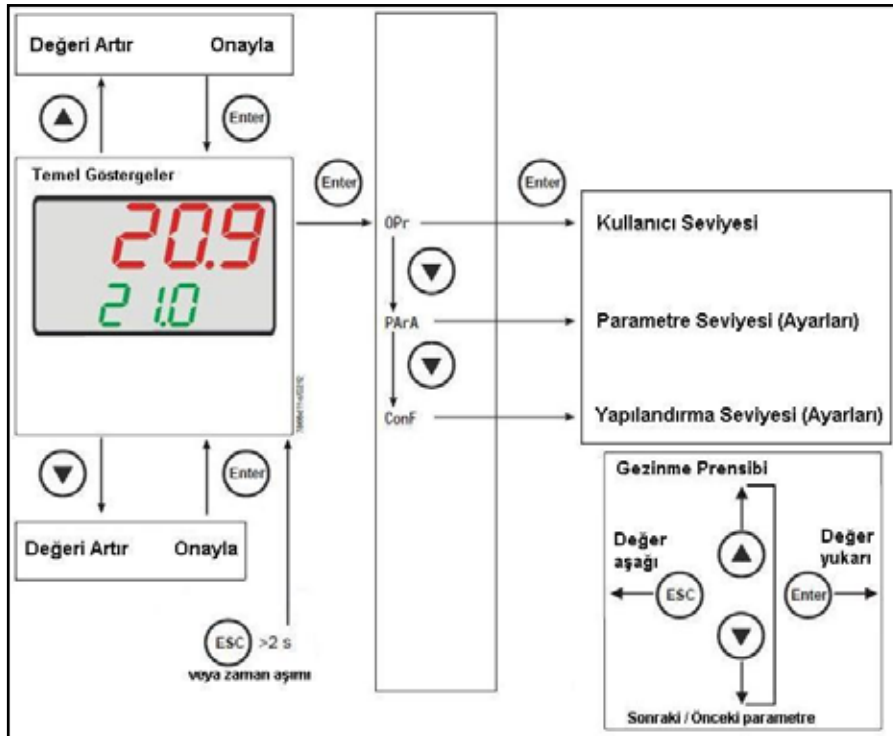 Değeri Artır Onayla
Enter
Temel Göstergeler
20.9
21.0
Enter
Değeri Artır Onayla
ESC >2 s
veya zaman aşımı
Enter
OPr
PArA
ConF
Enter
Kullanıcı Seviyesi
Parametre Seviyesi (Ayarları)
Yapılandırma Seviyesi (Ayarları)
Gezinme Prensibi
Değer
aşağı
Değer
yukarı
ESC
Enter
Sonraki / Önceki parametre